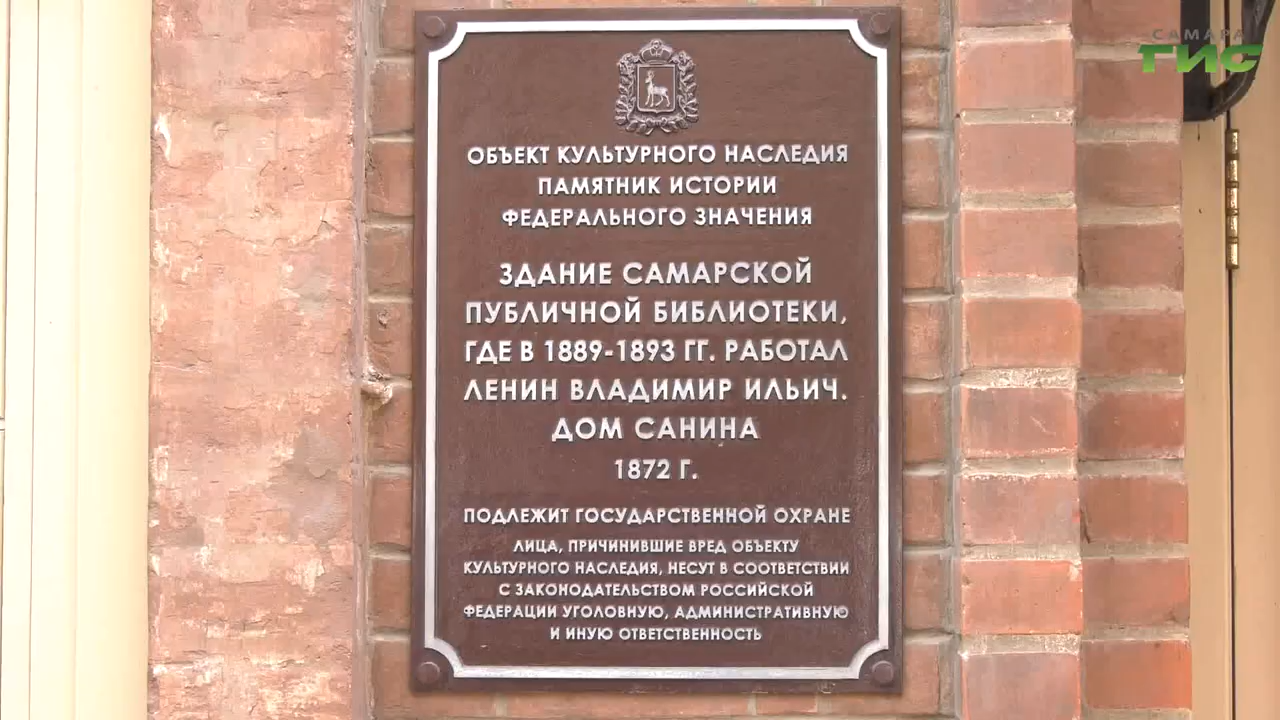 САМАРА
ГИС
ОБЪЕКТ КУЛЬТУРНОГО НАСЛЕДИЯ
ПАМЯТНИК ИСТОРИИ
ФЕДЕРАЛЬНОГО ЗНАЧЕНИЯ
ЗДАНИЕ САМАРСКОЙ
ПУБЛИЧНОЙ БИБЛИОТЕКИ,
ГДЕ В 1889-1893 ГГ. РАБОТАЛ
ЛЕНИН ВЛАДИМИР ИЛЬИЧ.
ДОМ САНИНА
1872 Г.
ПОДЛЕЖИТ ГОСУДАРСТВЕННОЙ ОХРАНЕ
ЛИЦА, ПРИЧИНИВШИЕ ВРЕД ОБЪЕКТУ
КУЛЬТУРНОГО НАСЛЕДИЯ, НЕСУТ В СООТВЕТСТВИИ
С ЗАКОНОДАТЕЛЬСТВОМ РОССИЙСКОЙ
ФЕДЕРАЦИИ УГОЛОВНУЮ, АДМИНИСТРАТИВНУЮ
И ИНУЮ ОТВЕТСТВЕННОСТЬ